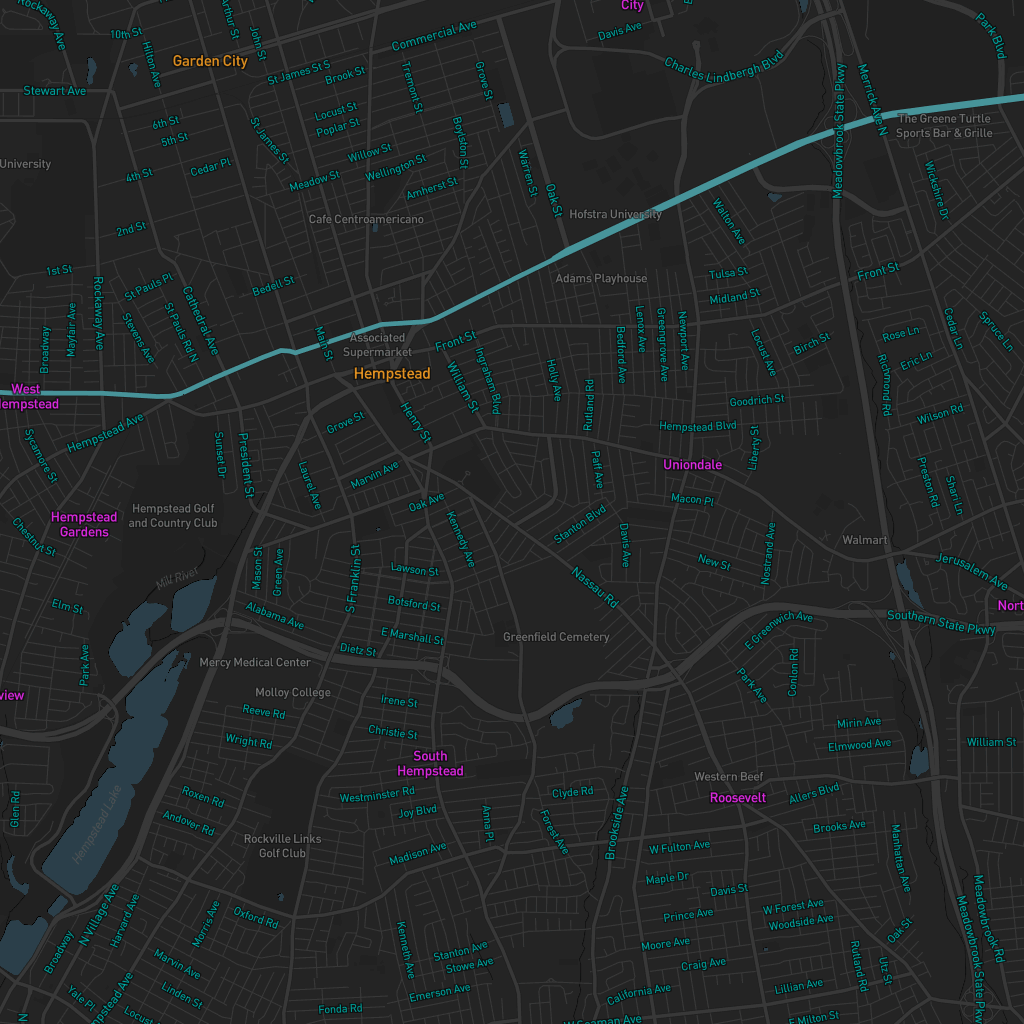 City
Rockaway Ave
10th St
Arthur St
John St
Commercial Ave
Davis Ave
Park Blvd
Hilton Ave
Garden City
St James St S
Brook St
Tremont St
Grove St
Charles Lindbergh Blvd
Stewart Ave
Meadowbrook State Pkwy
Merrick Ave N
Locust St
Poplar St
6th St
5th St
St James St
Boylston St
The Greene Turtle
Sports Bar & Grille
University
4th St
Cedar Pl
Willow St
Wellington St
Meadow St
Amherst St
Warren St
Oak St
Wickshire Dr
Cafe Centroamericano
Hofstra University
Walton Ave
2nd St
1st St
Rockaway Ave
St Pauls Pl
Cathedral Ave
Bedell St
Adams Playhouse
Tulsa St
Midland St
Front St
Mayfair Ave
Broadway
Stevens Ave
St Pauls Rd N
Main St
Associated
Supermarket
Front St
Lenox Ave
Greengrove Ave
Newport Ave
Bedford Ave
Locust Ave
Birch St
Rose Ln
Cedar Ln
Spruce Ln
Eric Ln
Hempstead
William St
Ingraham Blvd
Holly Ave
Rutland Rd
Richmond Rd
West
Hempstead
Goodrich St
Wilson Rd
Hempstead Ave
Grove St
Henry St
Hempstead Blvd
Liberty St
Sycamore St
Sunset Dr
President St
Laurel Ave
Marvin Ave
Paff Ave
Uniondale
Preston Rd
Shari Ln
Macon Pl
Oak Ave
Hempstead
Gardens
Hempstead Golf
and Country Club
Chestnut St
Kennedy Ave
Stanton Blvd
Davis Ave
Nostrand Ave
Walmart
Mason St
Green Ave
S Franklin St
Lawson St
New St
Jerusalem Ave
Mill River
Nassau Rd
Elm St
Alabama Ave
Botsford St
North
Southern State Pkwy
E Marshall St
Greenfield Cemetery
E Greenwich Ave
Dietz St
Park Ave
Mercy Medical Center
Conlon Rd
Molloy College
view
Irene St
Park Ave
Reeve Rd
Christie St
Wright Rd
Mirin Ave
Elmwood Ave
William St
South
Hempstead
Western Beef
Roosevelt
Allers Blvd
Glen Rd
Roxen Rd
Westminster Rd
Clyde Rd
Joy Blvd
Hempstead Lake
Andover Rd
Anna Pl
Forest Ave
Brookside Ave
Brooks Ave
Manhattan Ave
Rockville Links
Golf Club
Madison Ave
W Fulton Ave
Maple Dr
Davis St
N Village Ave
Harvard Ave
Morris Ave
Oxford Rd
Prince Ave
W Forest Ave
Woodside Ave
Oak St
Meadowbrook Rd
Meadowbrook State Pkwy
Broadway
Kenneth Ave
Stanton Ave
Stowe Ave
Moore Ave
Craig Ave
Rutland Rd
Utz St
Marvin Ave
Linden St
Yale Pl
Emerson Ave
California Ave
Lillian Ave
Fonda Rd
W Seaman Ave
E Milton St